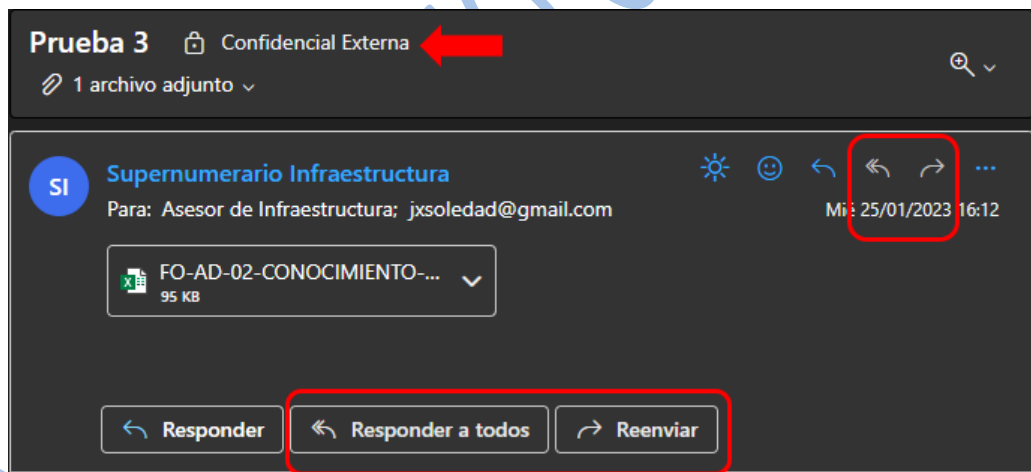 Prueba 3 Confidencial Externa
1 archivo adjunto
SI
Supernumerario Infraestructura
Para: Asesor de Infraestructura; jxsoledad@gmail.com
Mié 25/01/2023 16:12
FO-AD-02-CONOCIMIENTO-...
95 KB
Responder Responder a todos Reenviar